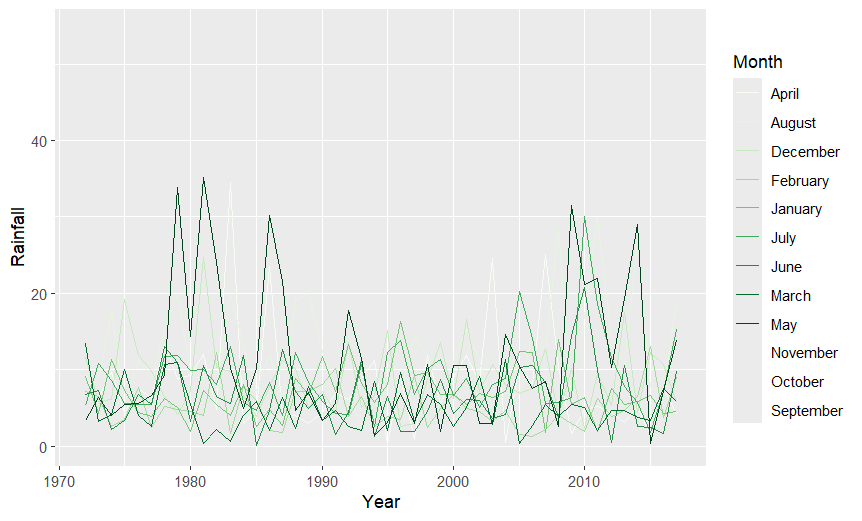 Rainfall
40
20
0
1970
1980
1990
2000
2010
Year
Month
April
August
December
February
January
July
June
March
May
November
October
September